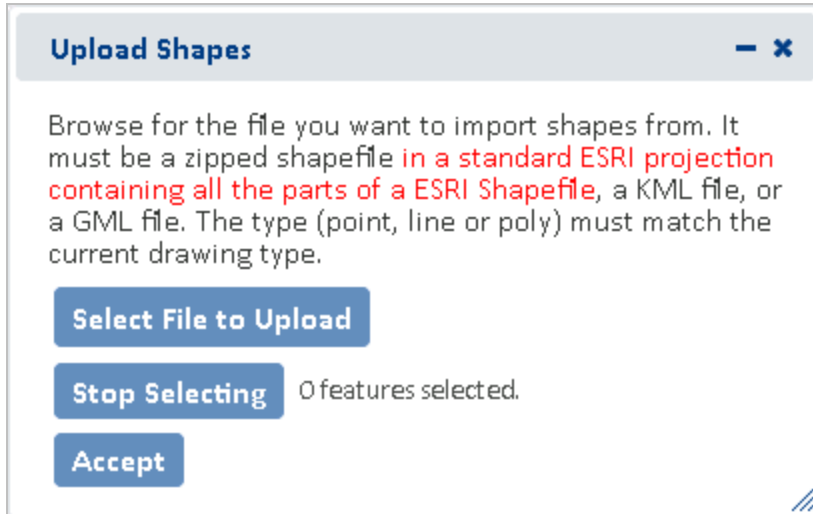 Upload Shapes
Browse for the file you want to import shapes from. It
must be a zipped shapefile in a standard ESRI projection
containing all the parts of a ESRI Shapefile, a KML file, or
a GML file. The type (point, line or poly) must match the
current drawing type.
Select File to Upload
Stop Selecting 0 features selected.
Accept